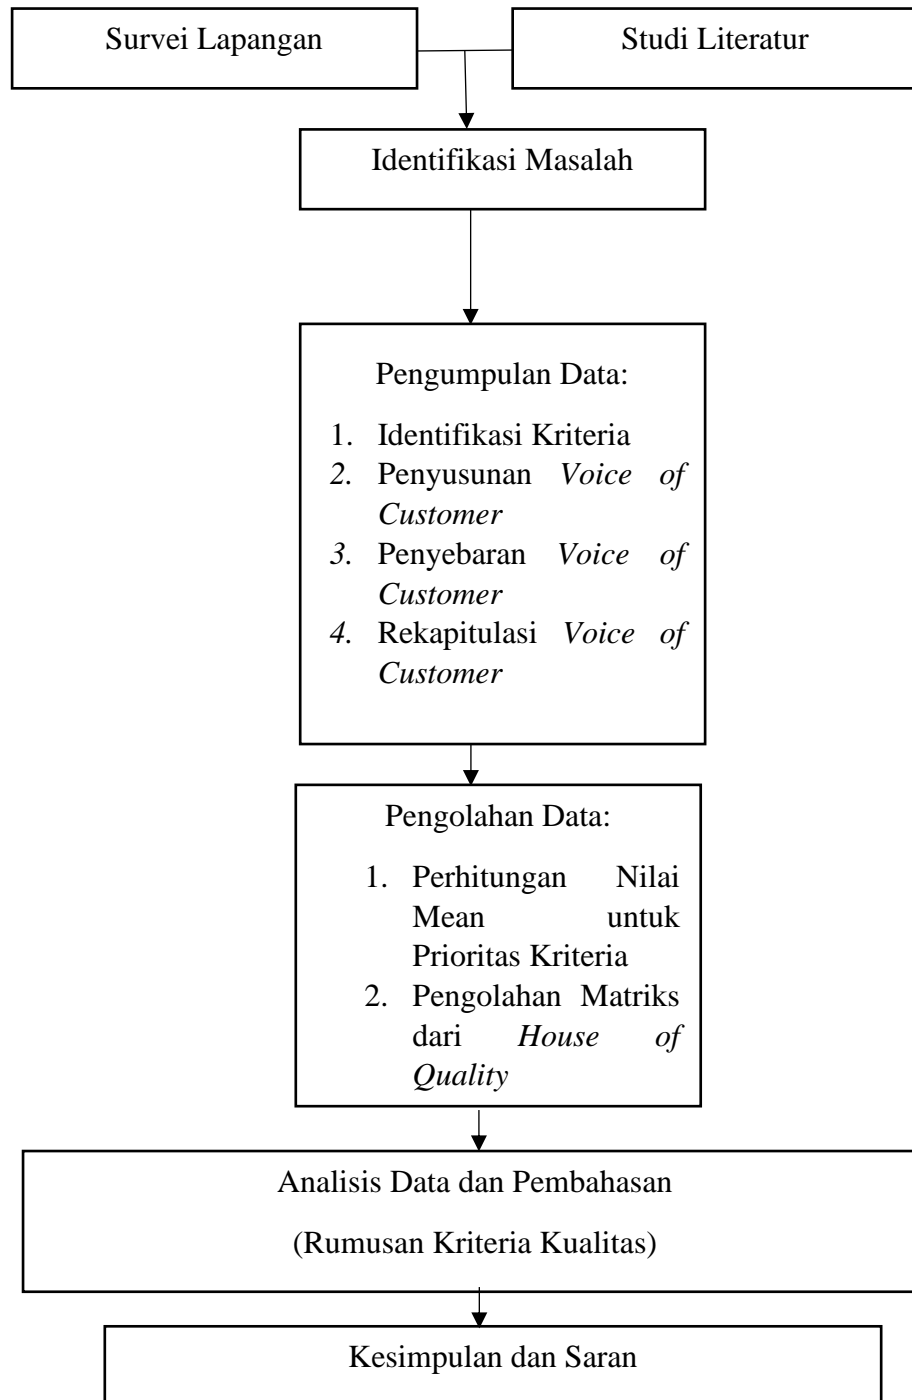 Survei Lapangan
Studi Literatur
Identifikasi Masalah
Pengumpulan Data:
1. Identifikasi Kriteria
2. Penyusunan Voice of
Customer
3. Penyebaran Voice of
Customer
4. Rekapitulasi Voice of
Customer
Pengolahan Data:
1. Perhitungan Nilai
Mean untuk
Prioritas Kriteria
2. Pengolahan Matriks
dari House of
Quality
Analisis Data dan Pembahasan
(Rumusan Kriteria Kualitas)
Kesimpulan dan Saran